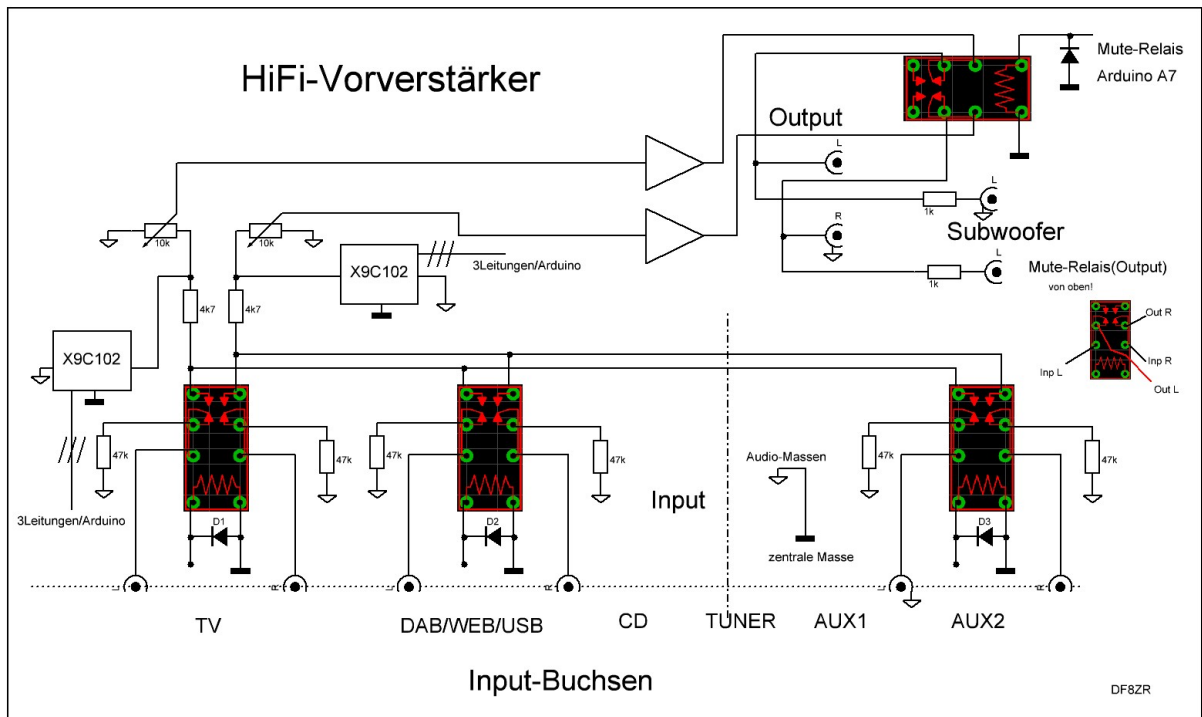 HiFi-Vorverstärker
Mute-Relais
Arduino A7
Output
L
L
1k
R
Subwoofer
L
1k
10k
10k
X9C102
3Leitungen/Arduino
Mute-Relais(Output)
von oben!
Out R
Inp R
Inp L
Out L
4k7
4k7
X9C102
47k
47k
47k
47k
47k
47k
Audio-Massen
Input
3Leitungen/Arduino
D1
D2
D3
zentrale Masse
L
R
L
R
L
R
TV
DAB/WEB/USB
CD
TUNER
AUX1
AUX2
Input-Buchsen
DF8ZR